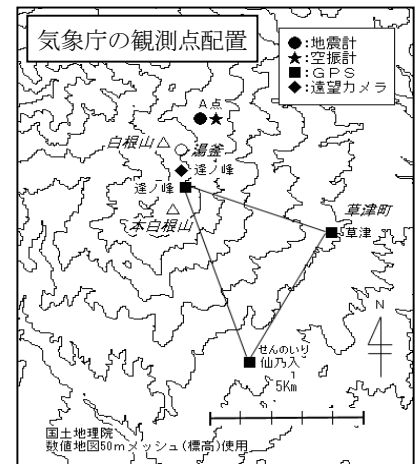 気象庁の観測点配置
●:地震計
★:空振計
■:GPS
◆:遠望カメラ
A点
白根山
湯釜
逢ノ峰
逢ノ峰
本白根山
草津町
草津
N
せんのいり
仙乃入
5Km
国土地理院
数値地図50mメッシュ(標高)使用